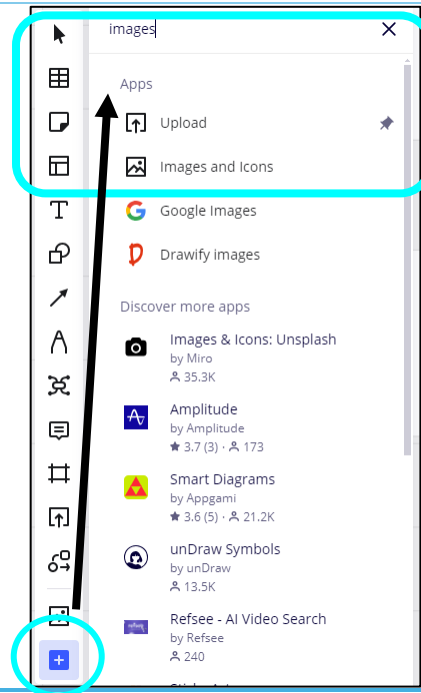 images
Apps
Upload
Images and Icons
Google Images
Drawify images
Discover more apps
Images & Icons: Unsplash
by Miro
35.3K
Amplitude
by Amplitude
3.7 (3) · 173
Smart Diagrams
by Appgami
3.6 (5) · 21.2K
unDraw Symbols
by unDraw
13.5K
Refsee - AI Video Search
by Refsee
240